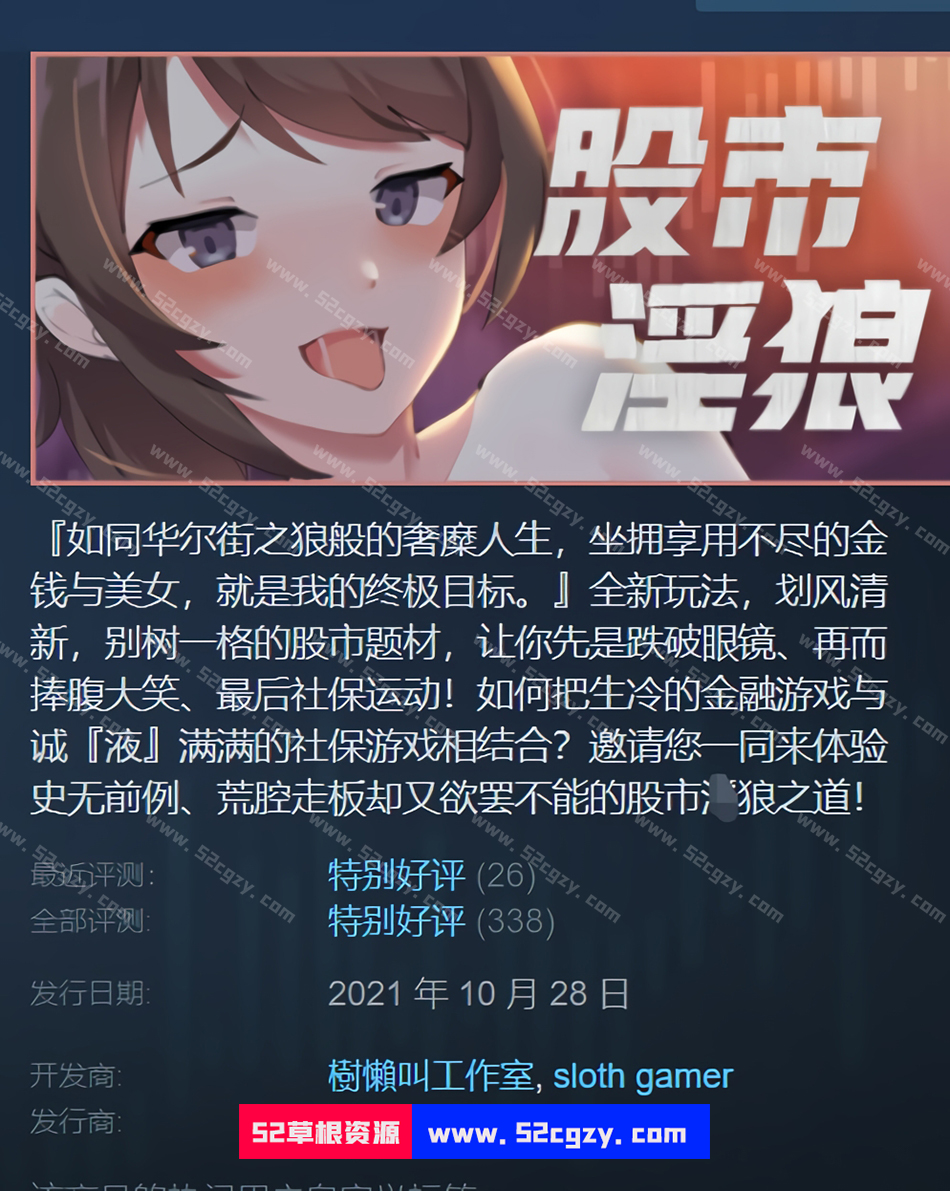 股市
淫狼
『如同华尔街之狼般的奢糜人生，坐拥享用不尽的金
钱与美女，就是我的终极目标。』全新玩法，划风清
新，别树一格的股市题材，让你先是跌破眼镜、再而
捧腹大笑、最后社保运动！如何把生冷的金融游戏与
诚『液』满满的社保游戏相结合？邀请您一同来体验
史无前例、荒腔走板却又欲罢不能的股市淫狼之道！
最近评测: 特别好评 (26)
全部评测: 特别好评 (338)
发行日期: 2021 年 10 月 28 日
开发商: 樹懶叫工作室, sloth gamer
发行商:
52草根资源 www.52cgzy.com